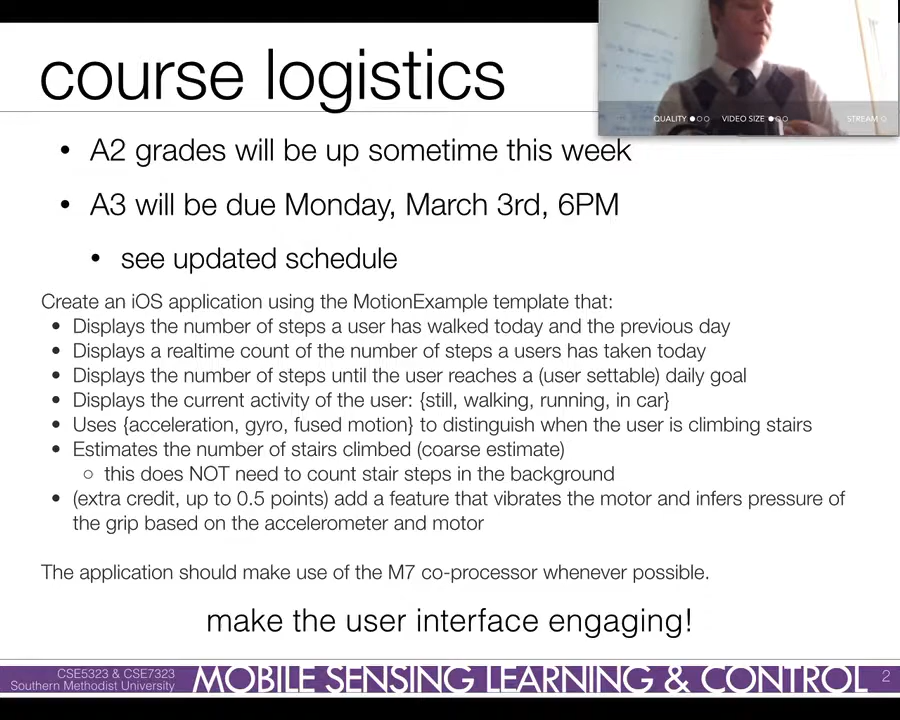 course logistics
QUALITY
VIDEO SIZE
STREAM
• A2 grades will be up sometime this week
• A3 will be due Monday, March 3rd, 6PM
• see updated schedule
Create an iOS application using the MotionExample template that:
• Displays the number of steps a user has walked today and the previous day
• Displays a realtime count of the number of steps a users has taken today
• Displays the number of steps until the user reaches a (user settable) daily goal
• Displays the current activity of the user: {still, walking, running, in car}
• Uses {acceleration, gyro, fused motion} to distinguish when the user is climbing stairs
• Estimates the number of stairs climbed (coarse estimate)
○ this does NOT need to count stair steps in the background
• (extra credit, up to 0.5 points) add a feature that vibrates the motor and infers pressure of
the grip based on the accelerometer and motor
The application should make use of the M7 co-processor whenever possible.
make the user interface engaging!
CSE5323 & CSE7323
Southern Methodist University
MOBILE SENSING LEARNING & CONTROL
2